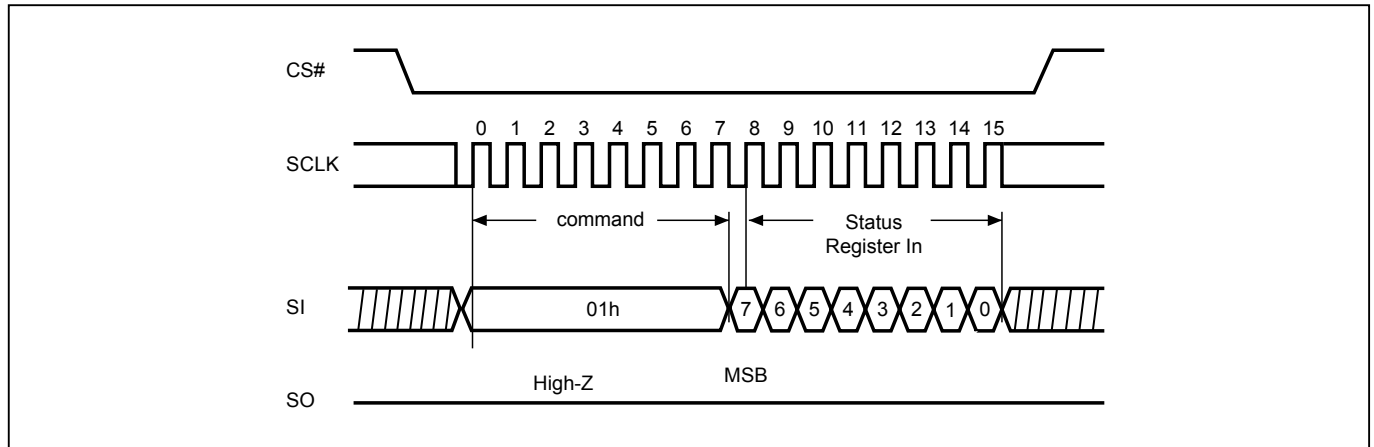 CS#
0 1 2 3 4 5 6 7 8 9 10 11 12 13 14 15
SCLK
command
Status
Register In
SI
01h
7 6 5 4 3 2 1 0
High-Z
MSB
SO